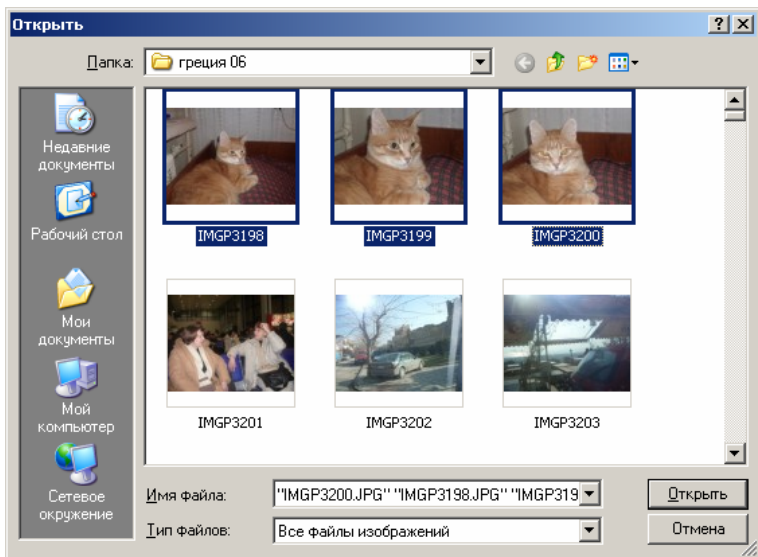 Открыть
Папка:
греция 06
Недавние
документы
Рабочий стол
Мои
документы
Мой
компьютер
Сетевое
окружение
IMGP3198
IMGP3199
IMGP3200
IMGP3201
IMGP3202
IMGP3203
Имя файла:
"IMGP3200.JPG" "IMGP3198.JPG" "IMGP319
Открыть
Тип файлов:
Все файлы изображений
Отмена